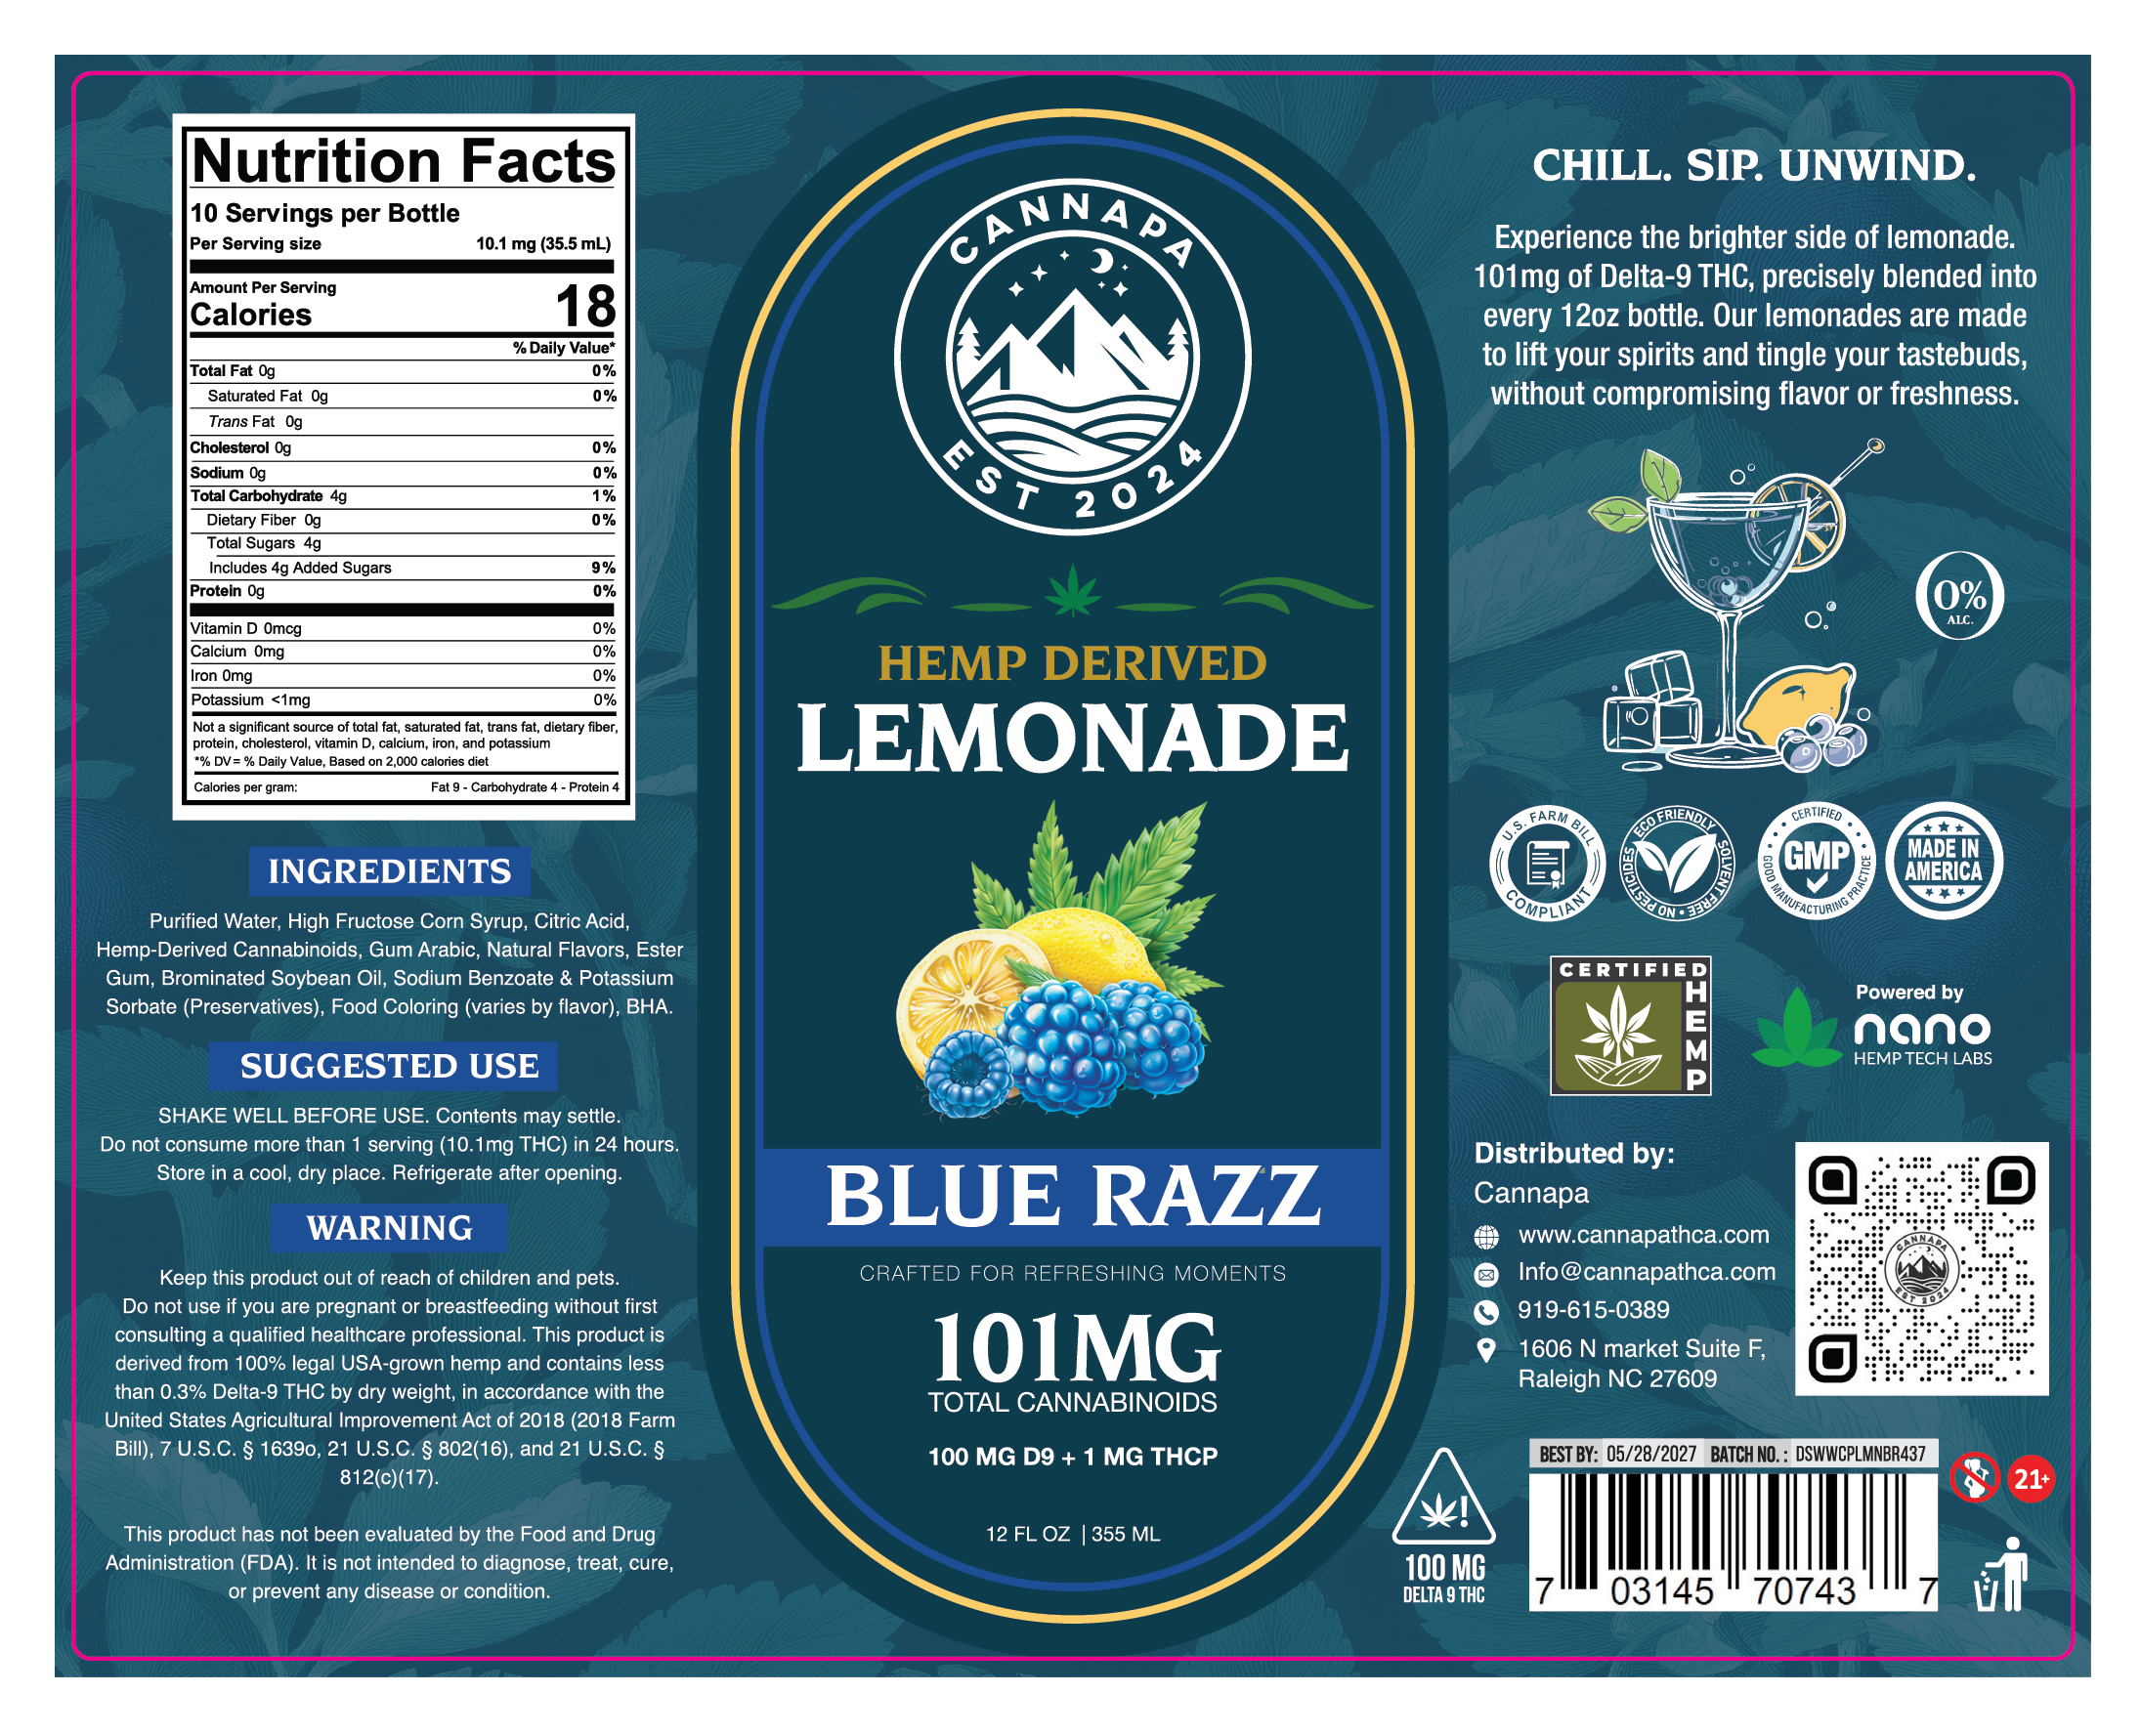 Nutrition Facts
10 Servings per Bottle
Per Serving size 10.1 mg (35.5 mL)
Amount Per Serving
Calories 18
% Daily Value*
Total Fat 0g 0%
Saturated Fat 0g 0%
Trans Fat 0g
Cholesterol 0g 0%
Sodium 0g 0%
Total Carbohydrate 4g 1%
Dietary Fiber 0g 0%
Total Sugars 4g
Includes 4g Added Sugars 9%
Protein 0g 0%
Vitamin D 0mcg 0%
Calcium 0mg 0%
Iron 0mg 0%
Potassium <1mg 0%
Not a significant source of total fat, saturated fat, trans fat, dietary fiber,
protein, cholesterol, vitamin D, calcium, iron, and potassium
*% DV = % Daily Value, Based on 2,000 calories diet
Calories per gram: Fat 9 - Carbohydrate 4 - Protein 4
INGREDIENTS
Purified Water, High Fructose Corn Syrup, Citric Acid,
Hemp-Derived Cannabinoids, Gum Arabic, Natural Flavors, Ester
Gum, Brominated Soybean Oil, Sodium Benzoate & Potassium
Sorbate (Preservatives), Food Coloring (varies by flavor), BHA.
SUGGESTED USE
SHAKE WELL BEFORE USE. Contents may settle.
Do not consume more than 1 serving (10.1mg THC) in 24 hours.
Store in a cool, dry place. Refrigerate after opening.
WARNING
Keep this product out of reach of children and pets.
Do not use if you are pregnant or breastfeeding without first
consulting a qualified healthcare professional. This product is
derived from 100% legal USA-grown hemp and contains less
than 0.3% Delta-9 THC by dry weight, in accordance with the
United States Agricultural Improvement Act of 2018 (2018 Farm
Bill), 7 U.S.C. § 1639o, 21 U.S.C. § 802(16), and 21 U.S.C. §
812(c)(17).
This product has not been evaluated by the Food and Drug
Administration (FDA). It is not intended to diagnose, treat, cure,
or prevent any disease or condition.
CANNAPA
EST 2024
HEMP DERIVED
LEMONADE
BLUE RAZZ
CRAFTED FOR REFRESHING MOMENTS
101MG
TOTAL CANNABINOIDS
100 MG D9 + 1 MG THCP
12 FL OZ | 355 ML
CHILL. SIP. UNWIND.
Experience the brighter side of lemonade.
101mg of Delta-9 THC, precisely blended into
every 12oz bottle. Our lemonades are made
to lift your spirits and tingle your tastebuds,
without compromising flavor or freshness.
0%
ALC.
U.S. FARM BILL
COMPLIANT
ECO FRIENDLY
SOLVENT FREE • NO PESTICIDES
CERTIFIED
GMP
GOOD MANUFACTURING PRACTICE
MADE IN
AMERICA
CERTIFIED
HEMP
Powered by
nano
HEMP TECH LABS
Distributed by:
Cannapa
www.cannapathca.com
Info@cannapathca.com
919-615-0389
1606 N market Suite F,
Raleigh NC 27609
CANNAPA
EST 2024
!
100 MG
DELTA 9 THC
BEST BY: 05/28/2027 BATCH NO. : DSWWCPLMNBR437
7 03145 70743 7
21+